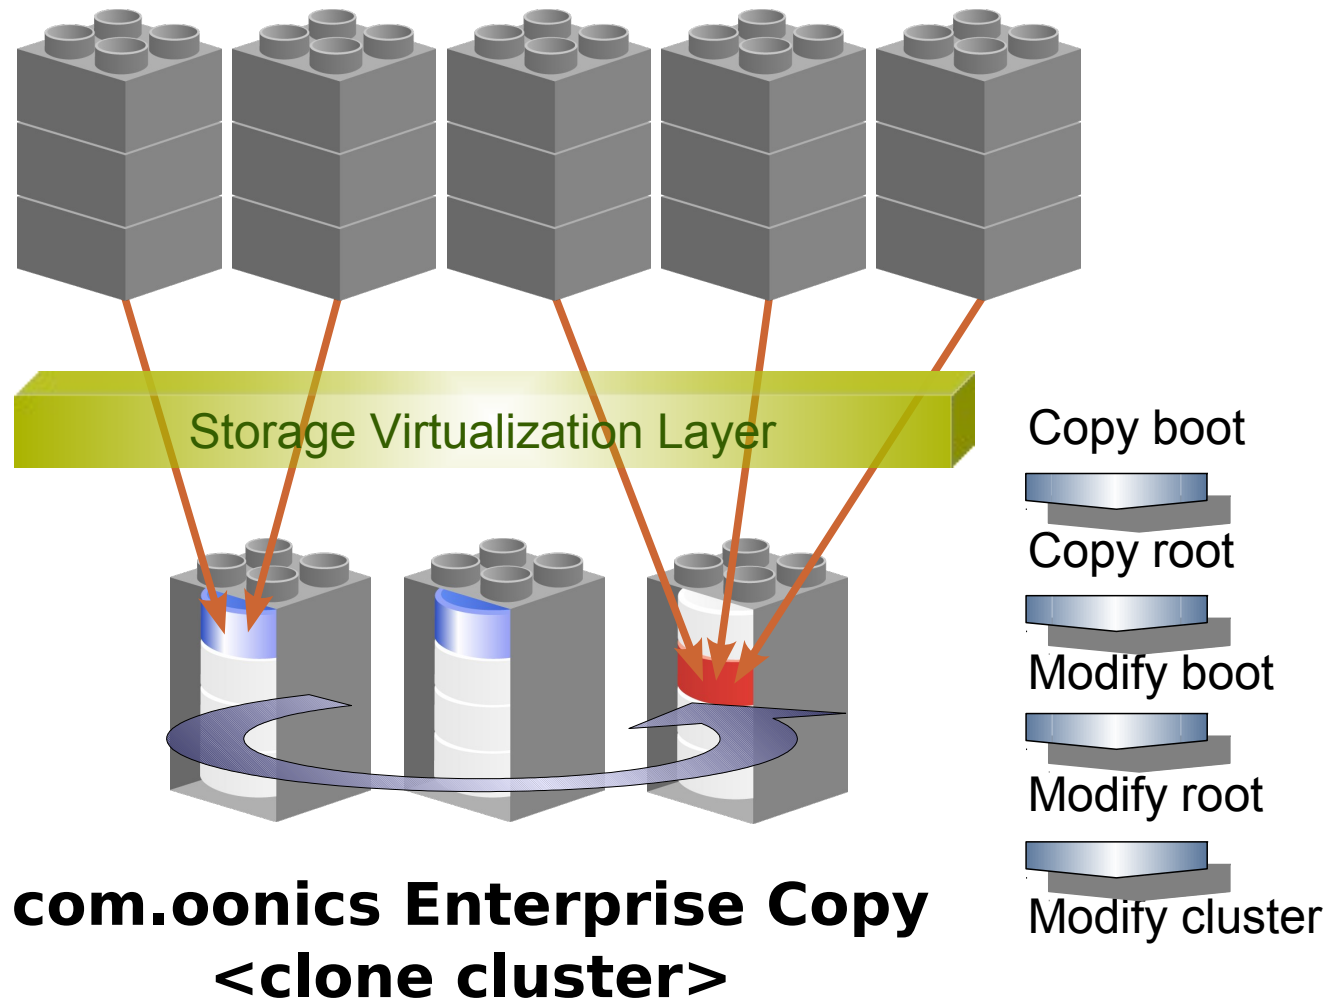 Storage Virtualization Layer
Copy boot
Copy root
Modify boot
Modify root
Modify cluster
com.oonics Enterprise Copy
<clone cluster>